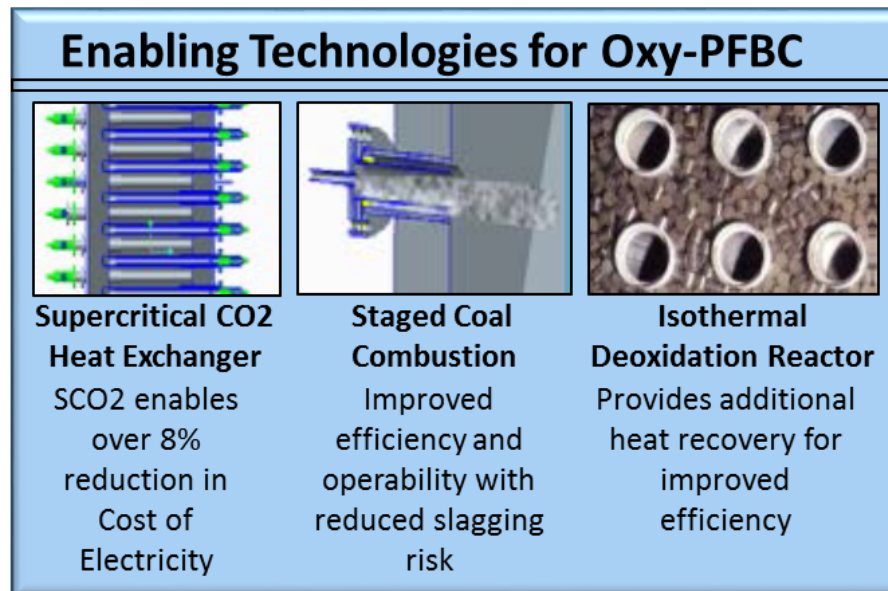 Enabling Technologies for Oxy-PFBC
Supercritical CO2
Heat Exchanger
SCO2 enables
over 8%
reduction in
Cost of
Electricity
Staged Coal
Combustion
Improved
efficiency and
operability with
reduced slagging
risk
Isothermal
Deoxidation Reactor
Provides additional
heat recovery for
improved
efficiency